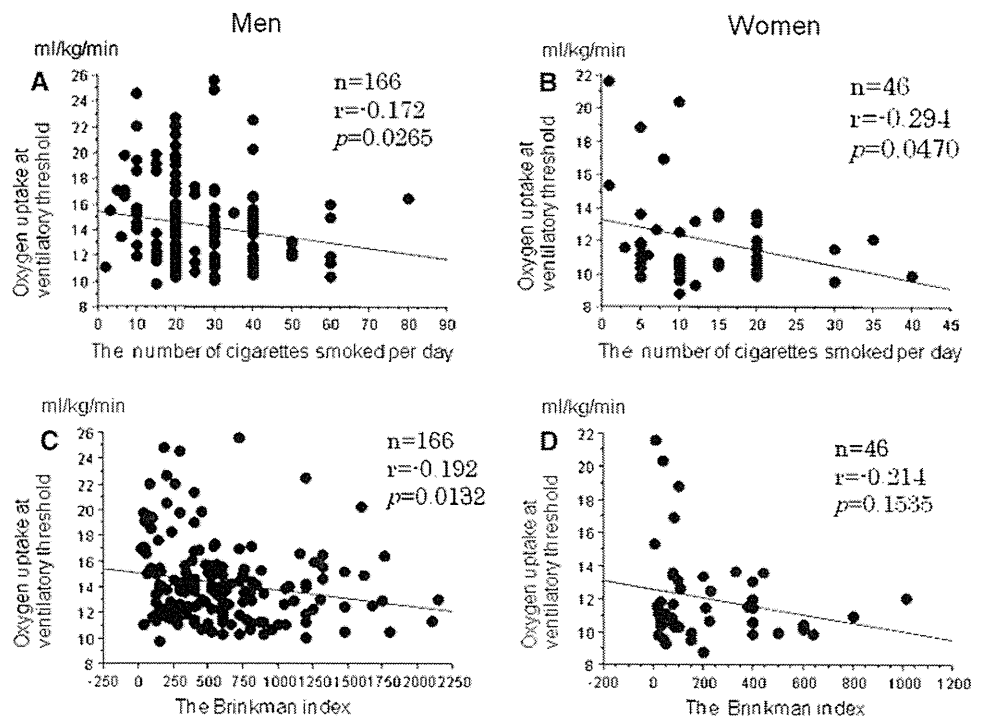 Men
Women
ml/kg/min
ml/kg/min
A
B
n=166
r=-0.172
p=0.0265
n=46
r=-0.294
p=0.0470
Oxygen uptake at
ventilatory threshold
26
24
22
20
18
16
14
12
10
8
0 10 20 30 40 50 60 70 80 90
The number of cigarettes smoked per day
Oxygen uptake at
ventilatory threshold
22
20
18
16
14
12
10
8
0 5 10 15 20 25 30 35 40 45
The number of cigarettes smoked per day
ml/kg/min
ml/kg/min
C
D
n=166
r=-0.192
p=0.0132
n=46
r=-0.214
p=0.1535
Oxygen uptake at
ventilatory threshold
26
24
22
20
18
16
14
12
10
8
-250 0 250 500 750 1000 1250 1500 1750 2000 2250
The Brinkman index
Oxygen uptake at
ventilatory threshold
22
20
18
16
14
12
10
8
-200 0 200 400 600 800 1000 1200
The Brinkman index